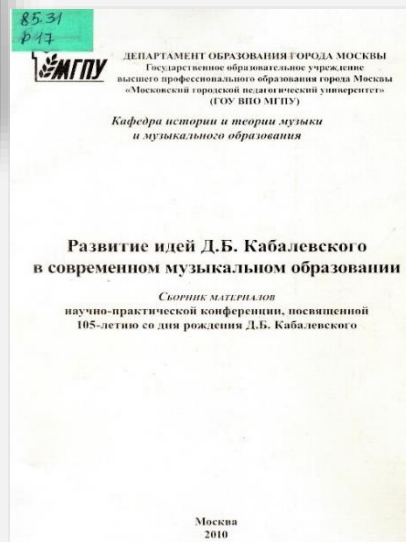 85.31
Р 17
МГПУ
ДЕПАРТАМЕНТ ОБРАЗОВАНИЯ ГОРОДА МОСКВЫ
Государственное образовательное учреждение
высшего профессионального образования города Москвы
«Московский городской педагогический университет»
(ГОУ ВПО МГПУ)
Кафедра истории и теории музыки
и музыкального образования
Развитие идей Д.Б. Кабалевского
в современном музыкальном образовании
Сборник материалов
научно-практической конференции, посвященной
105-летию со дня рождения Д.Б. Кабалевского
Москва
2010